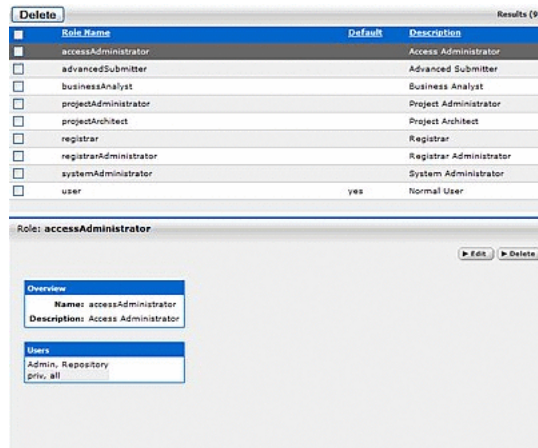 Delete Results (9
Role Name Default Description
accessAdministrator Access Administrator
advancedSubmitter Advanced Submitter
businessAnalyst Business Analyst
projectAdministrator Project Administrator
projectArchitect Project Architect
registrar Registrar
registrarAdministrator Registrar Administrator
systemAdministrator System Administrator
user yes Normal User
Role: accessAdministrator
Edit Delete
Overview
Name: accessAdministrator
Description: Access Administrator
Users
Admin, Repository
priv, all